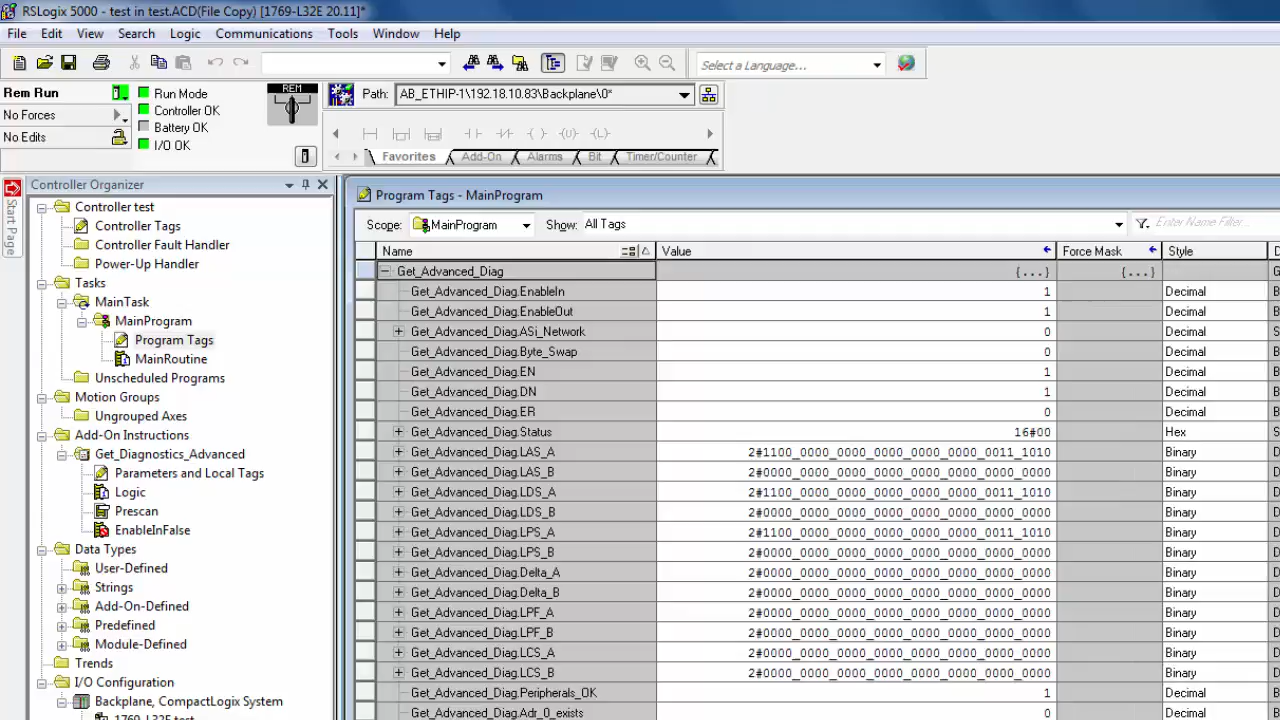 RSLogix 5000 - test in test.ACD(File Copy) [1769-L32E 20.11]*
File Edit View Search Logic Communications Tools Window Help
Select a Language...
Rem Run
Run Mode
REM
Path: AB_ETHIP-1\192.18.10.83\Backplane\0*
No Forces
Controller OK
Battery OK
No Edits
I/O OK
Favorites Add-On Alarms Bit Timer/Counter
Start Page
Controller Organizer
Controller test
Controller Tags
Controller Fault Handler
Power-Up Handler
Tasks
MainTask
MainProgram
Program Tags
MainRoutine
Unscheduled Programs
Motion Groups
Ungrouped Axes
Add-On Instructions
Get_Diagnostics_Advanced
Parameters and Local Tags
Logic
Prescan
EnableInFalse
Data Types
User-Defined
Strings
Add-On-Defined
Predefined
Module-Defined
Trends
I/O Configuration
Backplane, CompactLogix System
1769-L32E test
Program Tags - MainProgram
Scope: MainProgram Show: All Tags Enter Name Filter...
Name Value Force Mask Style D
Get_Advanced_Diag {...} {...} G
Get_Advanced_Diag.EnableIn 1 Decimal B
Get_Advanced_Diag.EnableOut 1 Decimal B
Get_Advanced_Diag.ASi_Network 0 Decimal D
Get_Advanced_Diag.Byte_Swap 0 Decimal B
Get_Advanced_Diag.EN 1 Decimal B
Get_Advanced_Diag.DN 1 Decimal B
Get_Advanced_Diag.ER 0 Decimal B
Get_Advanced_Diag.Status 16#00 Hex S
Get_Advanced_Diag.LAS_A 2#1100_0000_0000_0000_0000_0000_0011_1010 Binary D
Get_Advanced_Diag.LAS_B 2#0000_0000_0000_0000_0000_0000_0000_0000 Binary D
Get_Advanced_Diag.LDS_A 2#1100_0000_0000_0000_0000_0000_0011_1010 Binary D
Get_Advanced_Diag.LDS_B 2#0000_0000_0000_0000_0000_0000_0000_0000 Binary D
Get_Advanced_Diag.LPS_A 2#1100_0000_0000_0000_0000_0000_0011_1010 Binary D
Get_Advanced_Diag.LPS_B 2#0000_0000_0000_0000_0000_0000_0000_0000 Binary D
Get_Advanced_Diag.Delta_A 2#0000_0000_0000_0000_0000_0000_0000_0000 Binary D
Get_Advanced_Diag.Delta_B 2#0000_0000_0000_0000_0000_0000_0000_0000 Binary D
Get_Advanced_Diag.LPF_A 2#0000_0000_0000_0000_0000_0000_0000_0000 Binary D
Get_Advanced_Diag.LPF_B 2#0000_0000_0000_0000_0000_0000_0000_0000 Binary D
Get_Advanced_Diag.LCS_A 2#0000_0000_0000_0000_0000_0000_0000_0000 Binary D
Get_Advanced_Diag.LCS_B 2#0000_0000_0000_0000_0000_0000_0000_0000 Binary D
Get_Advanced_Diag.Peripherals_OK 1 Decimal B
Get_Advanced_Diag.Adr_0_exists 0 Decimal B